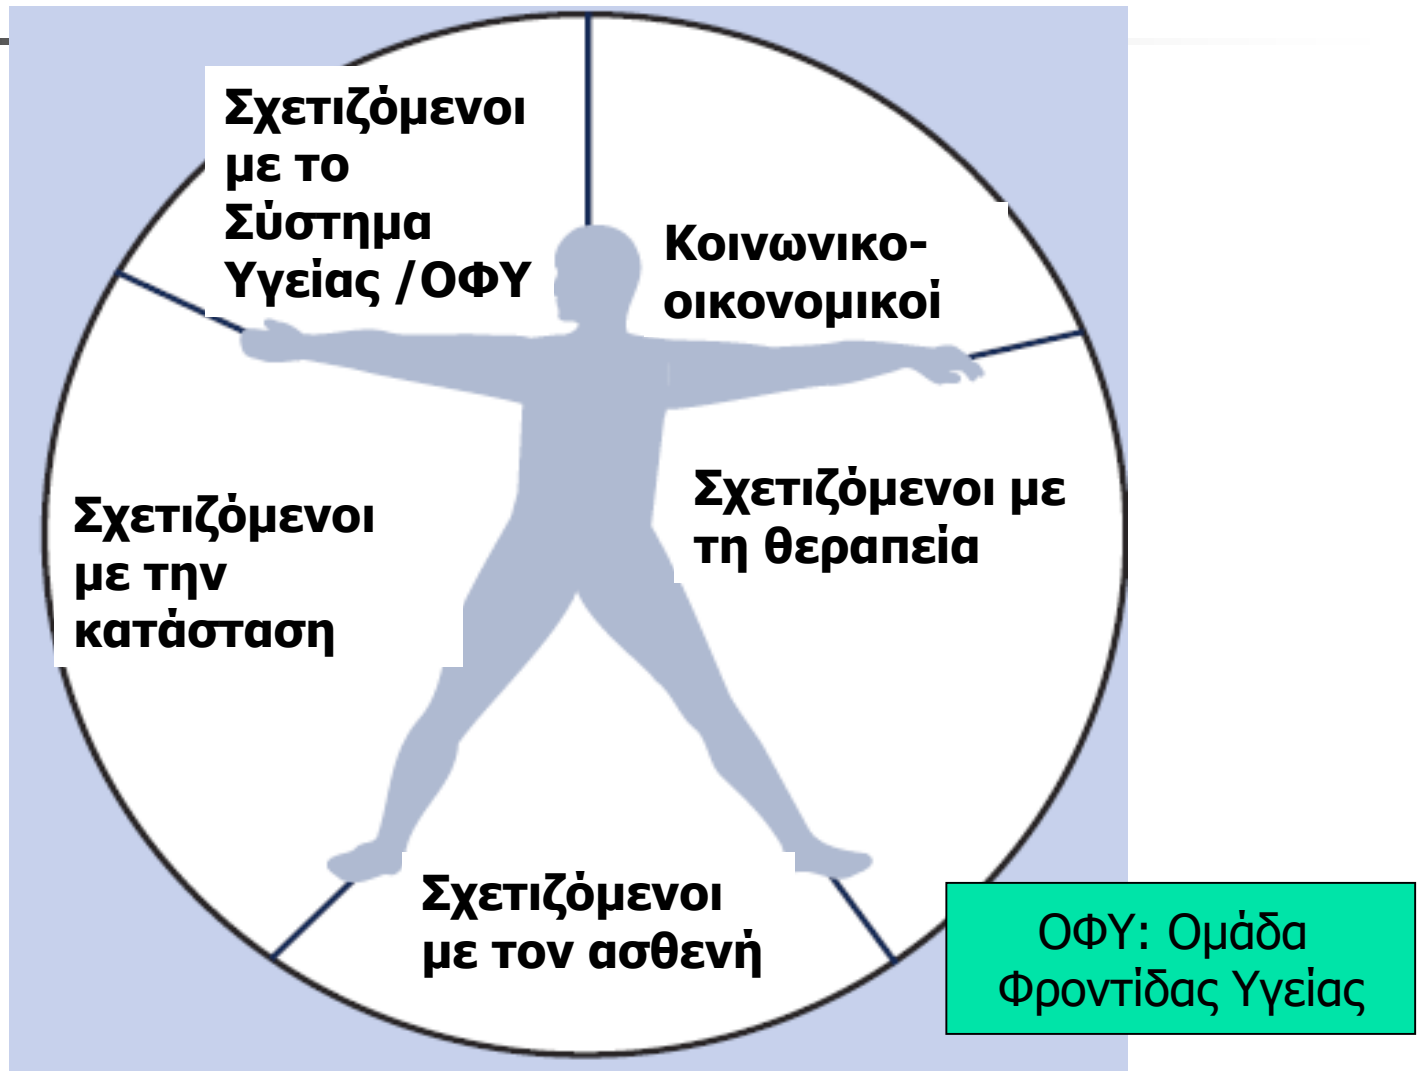 Σχετιζόμενοι
με το
Σύστημα
Υγείας /ΟΦΥ
Κοινωνικο-
οικονομικοί
Σχετιζόμενοι με
τη θεραπεία
Σχετιζόμενοι
με την
κατάσταση
Σχετιζόμενοι
με τον ασθενή
ΟΦΥ: Ομάδα
Φροντίδας Υγείας